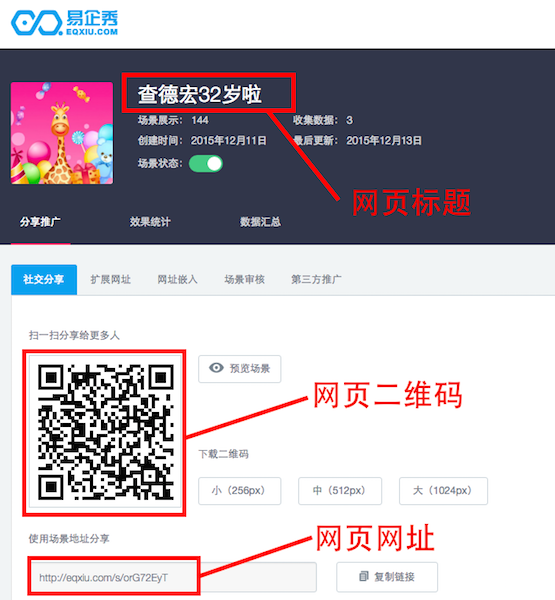 易企秀
EQXIU.COM
查德宏32岁啦
场景展示： 144 收集数据： 3
创建时间： 2015年12月11日 最后更新： 2015年12月13日
场景状态：
网页标题
分享推广 效果统计 数据汇总
社交分享 扩展网址 网址嵌入 场景审核 第三方推广
扫一扫分享给更多人
预览场景
网页二维码
下载二维码
小（256px） 中（512px） 大（1024px）
使用场景地址分享
网页网址
http://eqxiu.com/s/orG72EyT 复制链接